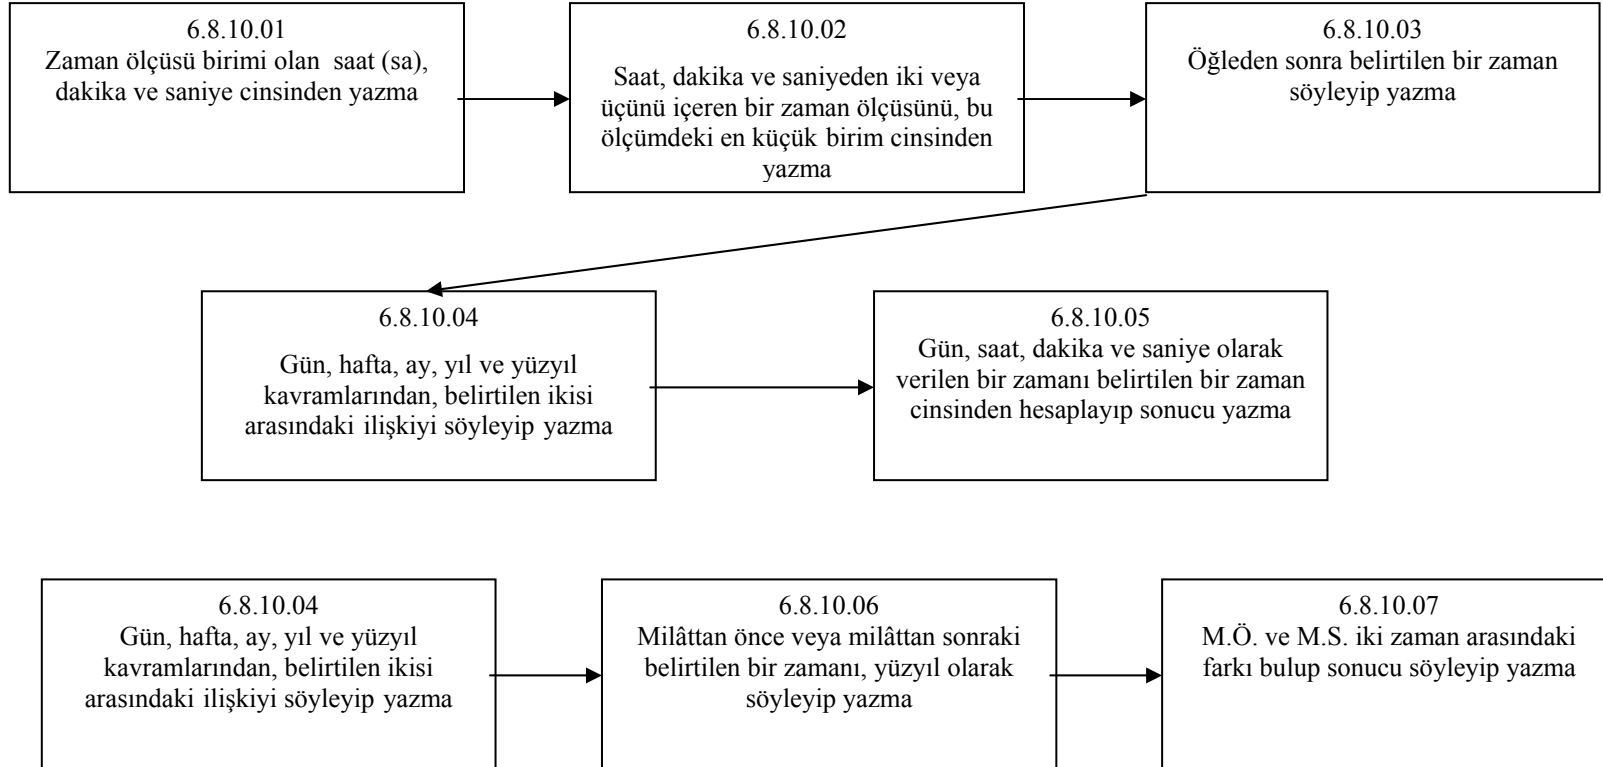 6.8.10.01
Zaman ölçüsü birimi olan saat (sa),
dakika ve saniye cinsinden yazma
6.8.10.02
Saat, dakika ve saniyeden iki veya
üçünü içeren bir zaman ölçüsünü, bu
ölçümdeki en küçük birim cinsinden
yazma
6.8.10.03
Öğleden sonra belirtilen bir zaman
söyleyip yazma
6.8.10.04
Gün, hafta, ay, yıl ve yüzyıl
kavramlarından, belirtilen ikisi
arasındaki ilişkiyi söyleyip yazma
6.8.10.05
Gün, saat, dakika ve saniye olarak
verilen bir zamanı belirtilen bir zaman
cinsinden hesaplayıp sonucu yazma
6.8.10.04
Gün, hafta, ay, yıl ve yüzyıl
kavramlarından, belirtilen ikisi
arasındaki ilişkiyi söyleyip yazma
6.8.10.06
Milâttan önce veya milâttan sonraki
belirtilen bir zamanı, yüzyıl olarak
söyleyip yazma
6.8.10.07
M.Ö. ve M.S. iki zaman arasındaki
farkı bulup sonucu söyleyip yazma